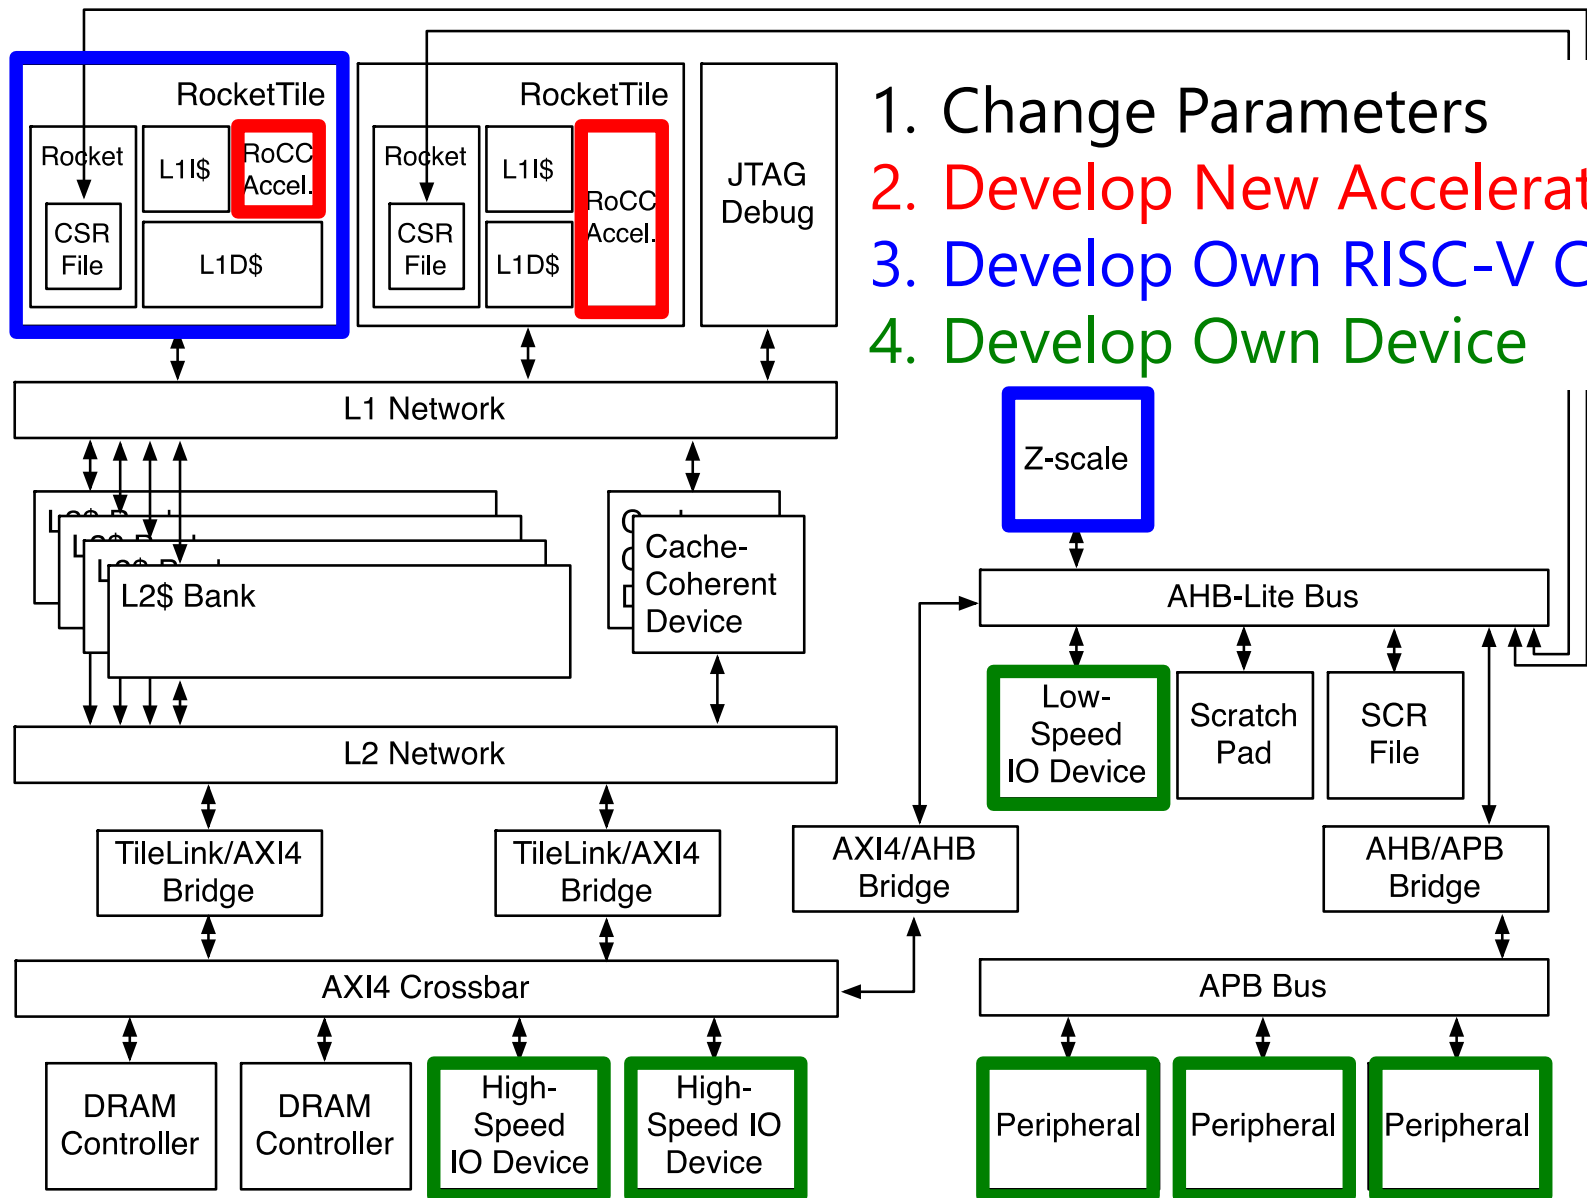 RocketTile
Rocket
L1I$
RoCC
Accel.
CSR
File
L1D$
RocketTile
Rocket
L1I$
RoCC
Accel.
CSR
File
L1D$
JTAG
Debug
1. Change Parameters
2. Develop New Accelerat
3. Develop Own RISC-V C
4. Develop Own Device
L1 Network
Z-scale
L2$ Bank
Cache-
Coherent
Device
AHB-Lite Bus
Low-
Speed
IO Device
Scratch
Pad
SCR
File
L2 Network
TileLink/AXI4
Bridge
TileLink/AXI4
Bridge
AXI4/AHB
Bridge
AHB/APB
Bridge
AXI4 Crossbar
APB Bus
DRAM
Controller
DRAM
Controller
High-
Speed
IO Device
High-
Speed IO
Device
Peripheral
Peripheral
Peripheral